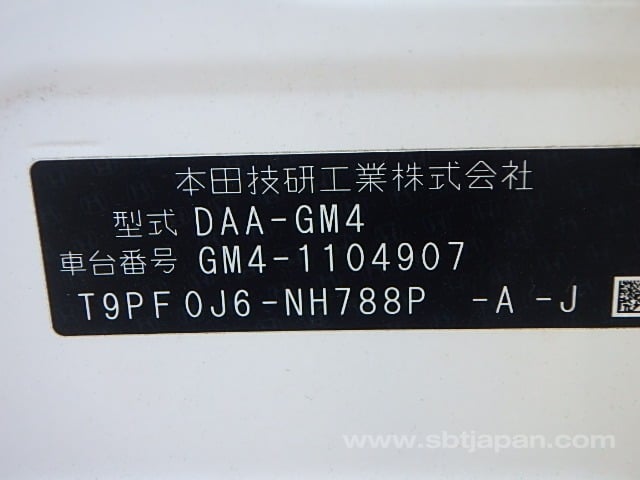 本田技研工業株式会社
型式 DAA-GM4
車台番号 GM4-1104907
T9PF0J6-NH788P -A -J
www.sbtjapan.com